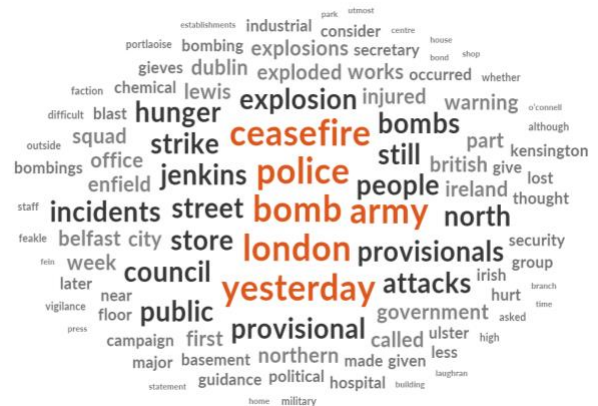 park utmost
establishments industrial consider centre
portlaoise bombing explosions secretary house
bond shop
gieves dublin exploded works occurred whether
faction chemical lewis explosion injured warning o'connell
difficult blast hunger ceasefire bombs although
outside squad strike still part kensington
bombings office jenkins police people british give lost
enfield ireland thought
staff incidents street bomb army north
feakle belfast city store london provisionals security
fein week council yesterday attacks irish group
later near hurt branch
vigilance floor public government asked time
press campaign first provisional called ulster high
major basement northern made given less
statement guidance political hospital building laughran
home military